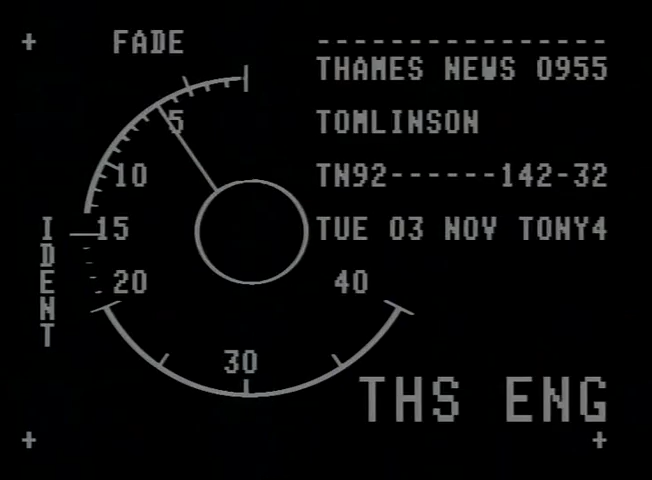 FADE
----------------
THAMES NEWS 0955
TOMLINSON
TN92------142-32
TUE 03 NOV TONY4
5
10
15
20
30
40
IDENT
THS ENG